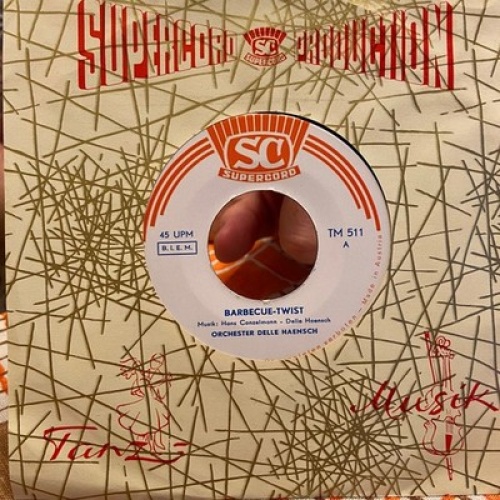 SUPERCORD SC SUPERCORD PRODUCTION
SC
SUPERCORD
45 UPM
B.I.E.M.
TM 511
A
BARBECUE-TWIST
Musik: Hans Conzelmann - Delle Haensch
ORCHESTER DELLE HAENSCH
Made in Austria
Tanz
Musik